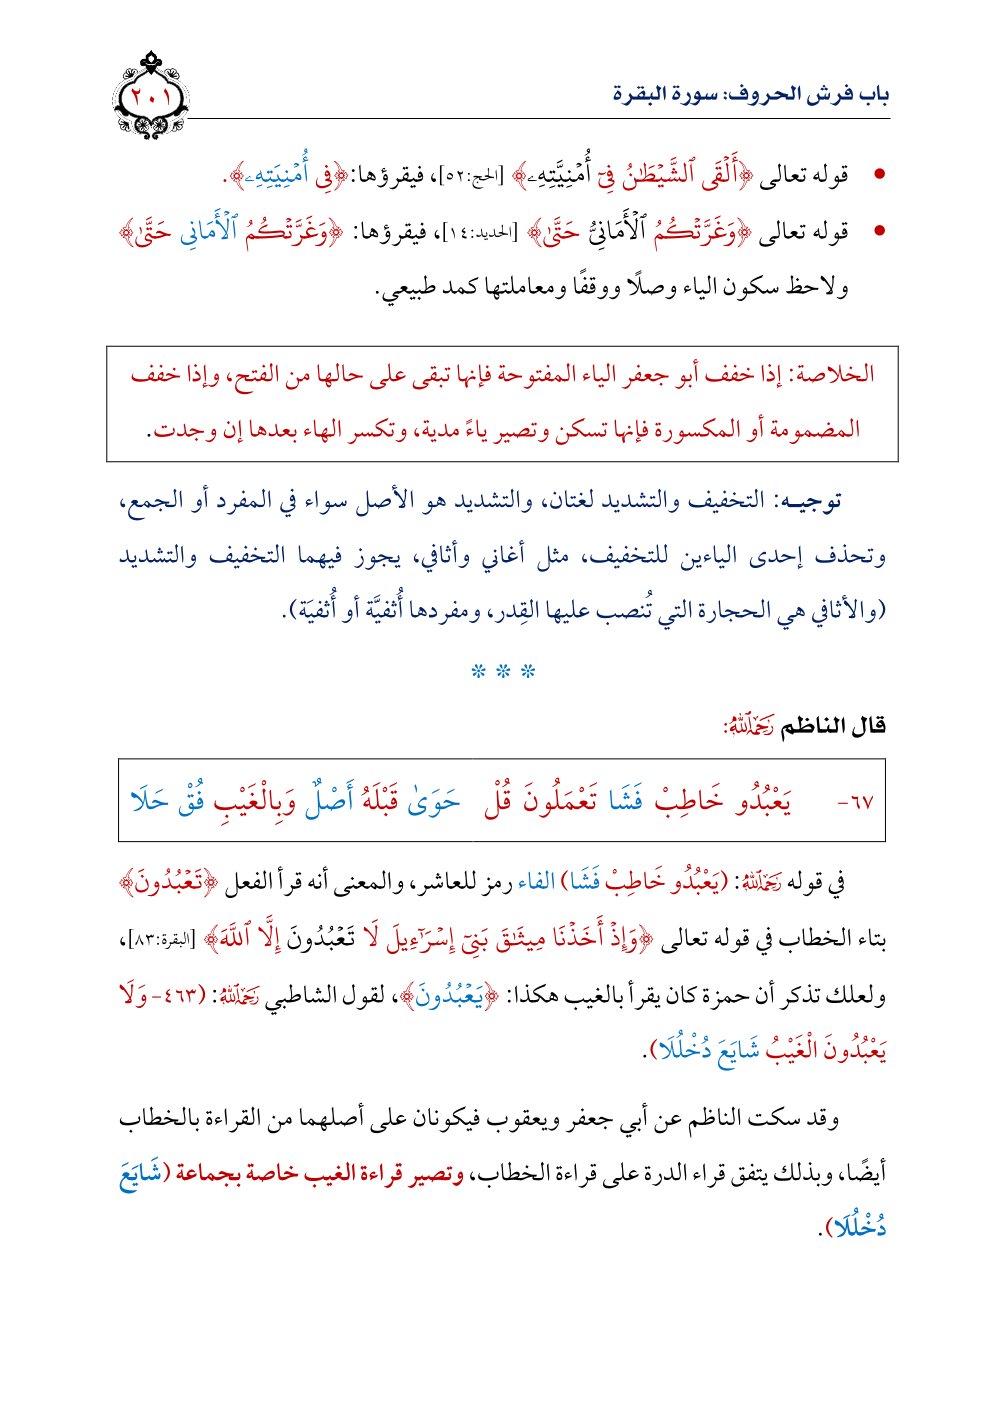 باب فرش الحروف: سورة البقرة
٢٠١
• قوله تعالى ﴿أَلْقَى ٱلشَّيْطَٰنُ فِىٓ أُمْنِيَّتِهِۦ﴾ [الحج:٥٢]، فيقرؤها:﴿فِى أُمْنِيَتِهِۦ﴾.
• قوله تعالى ﴿وَغَرَّتْكُمُ ٱلْأَمَانِىُّ حَتَّىٰ﴾ [الحديد:١٤]، فيقرؤها: ﴿وَغَرَّتْكُمُ ٱلْأَمَانِى حَتَّىٰ﴾
ولاحظ سكون الياء وصلًا ووقفًا ومعاملتها كمد طبيعي.
الخلاصة: إذا خفف أبو جعفر الياء المفتوحة فإنها تبقى على حالها من الفتح، وإذا خفف
المضمومة أو المكسورة فإنها تسكن وتصير ياءً مدية، وتكسر الهاء بعدها إن وجدت.
توجيـه: التخفيف والتشديد لغتان، والتشديد هو الأصل سواء في المفرد أو الجمع،
وتحذف إحدى الياءين للتخفيف، مثل أغاني وأثافي، يجوز فيهما التخفيف والتشديد
(والأثافي هي الحجارة التي تُنصب عليها القِدر، ومفردها أُثفيَّة أو أُثفيَة).
* * *
قال الناظم رَحِمَهُ ٱللَّهُ:
٦٧- يَعْبُدُو خَاطِبْ فَشَا تَعْمَلُونَ قُلْ حَوَىٰ قَبْلَهُ أَصْلٌ وَبِالْغَيْبِ فُقْ حَلَا
في قوله رَحِمَهُ ٱللَّهُ: (يَعْبُدُو خَاطِبْ فَشَا) الفاء رمز للعاشر، والمعنى أنه قرأ الفعل ﴿تَعْبُدُونَ﴾
بتاء الخطاب في قوله تعالى ﴿وَإِذْ أَخَذْنَا مِيثَٰقَ بَنِىٓ إِسْرَٰٓءِيلَ لَا تَعْبُدُونَ إِلَّا ٱللَّهَ﴾ [البقرة:٨٣]،
ولعلك تذكر أن حمزة كان يقرأ بالغيب هكذا: ﴿يَعْبُدُونَ﴾، لقول الشاطبي رَحِمَهُ ٱللَّهُ: (٤٦٣- وَلَا
يَعْبُدُونَ الْغَيْبُ شَايَعَ دُخْلُلَا).
وقد سكت الناظم عن أبي جعفر ويعقوب فيكونان على أصلهما من القراءة بالخطاب
أيضًا، وبذلك يتفق قراء الدرة على قراءة الخطاب، وتصير قراءة الغيب خاصة بجماعة (شَايَعَ
دُخْلُلَا).